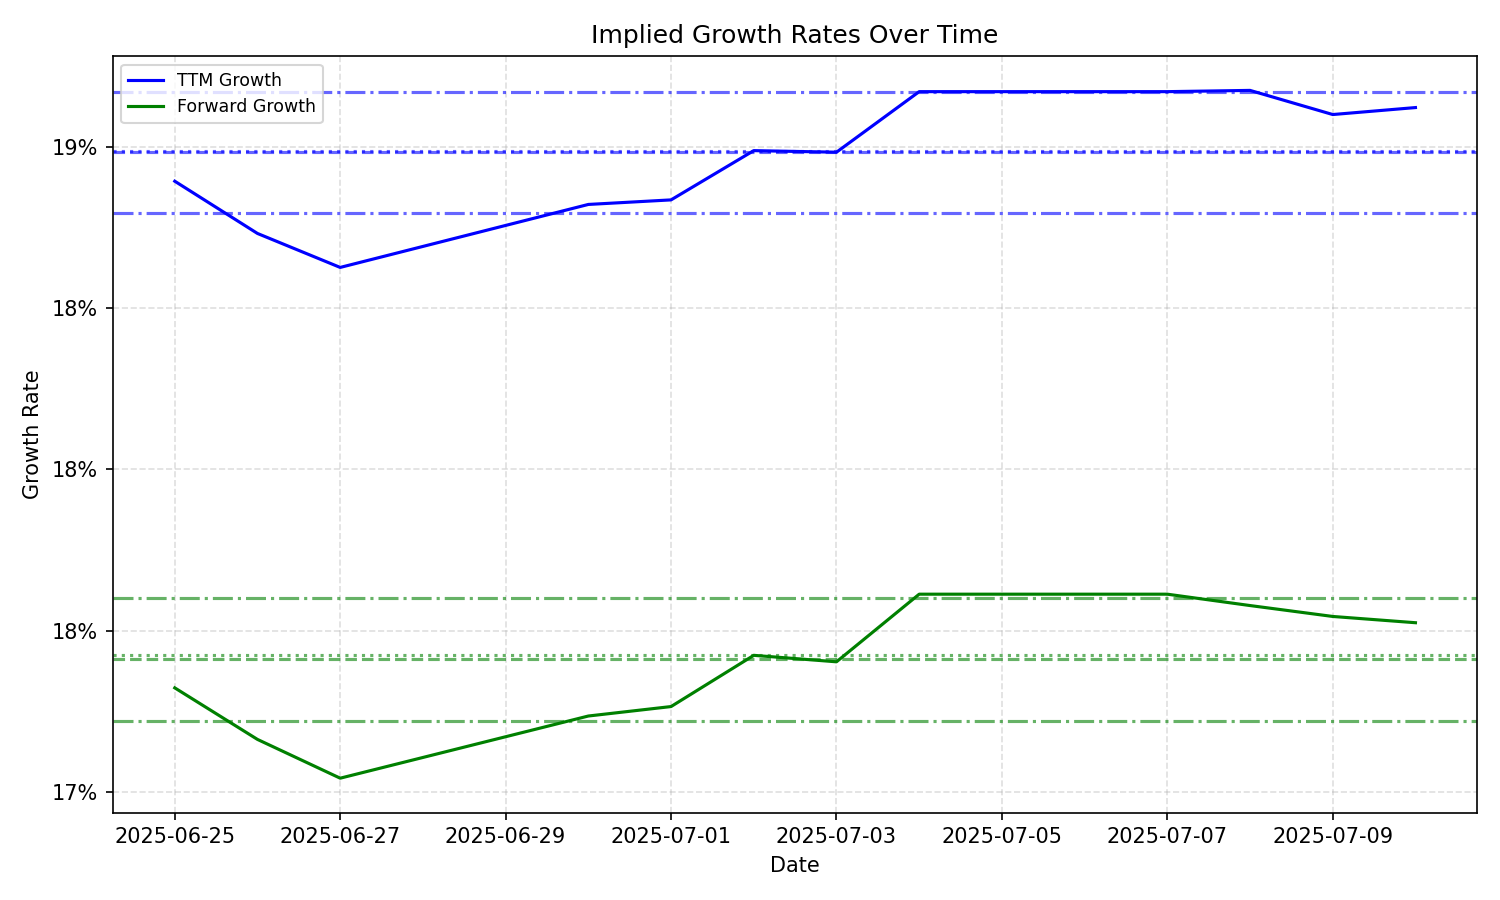 Implied Growth Rates Over Time
TTM Growth
Forward Growth
19%
18%
18%
18%
17%
Growth Rate
2025-06-25 2025-06-27 2025-06-29 2025-07-01 2025-07-03 2025-07-05 2025-07-07 2025-07-09
Date